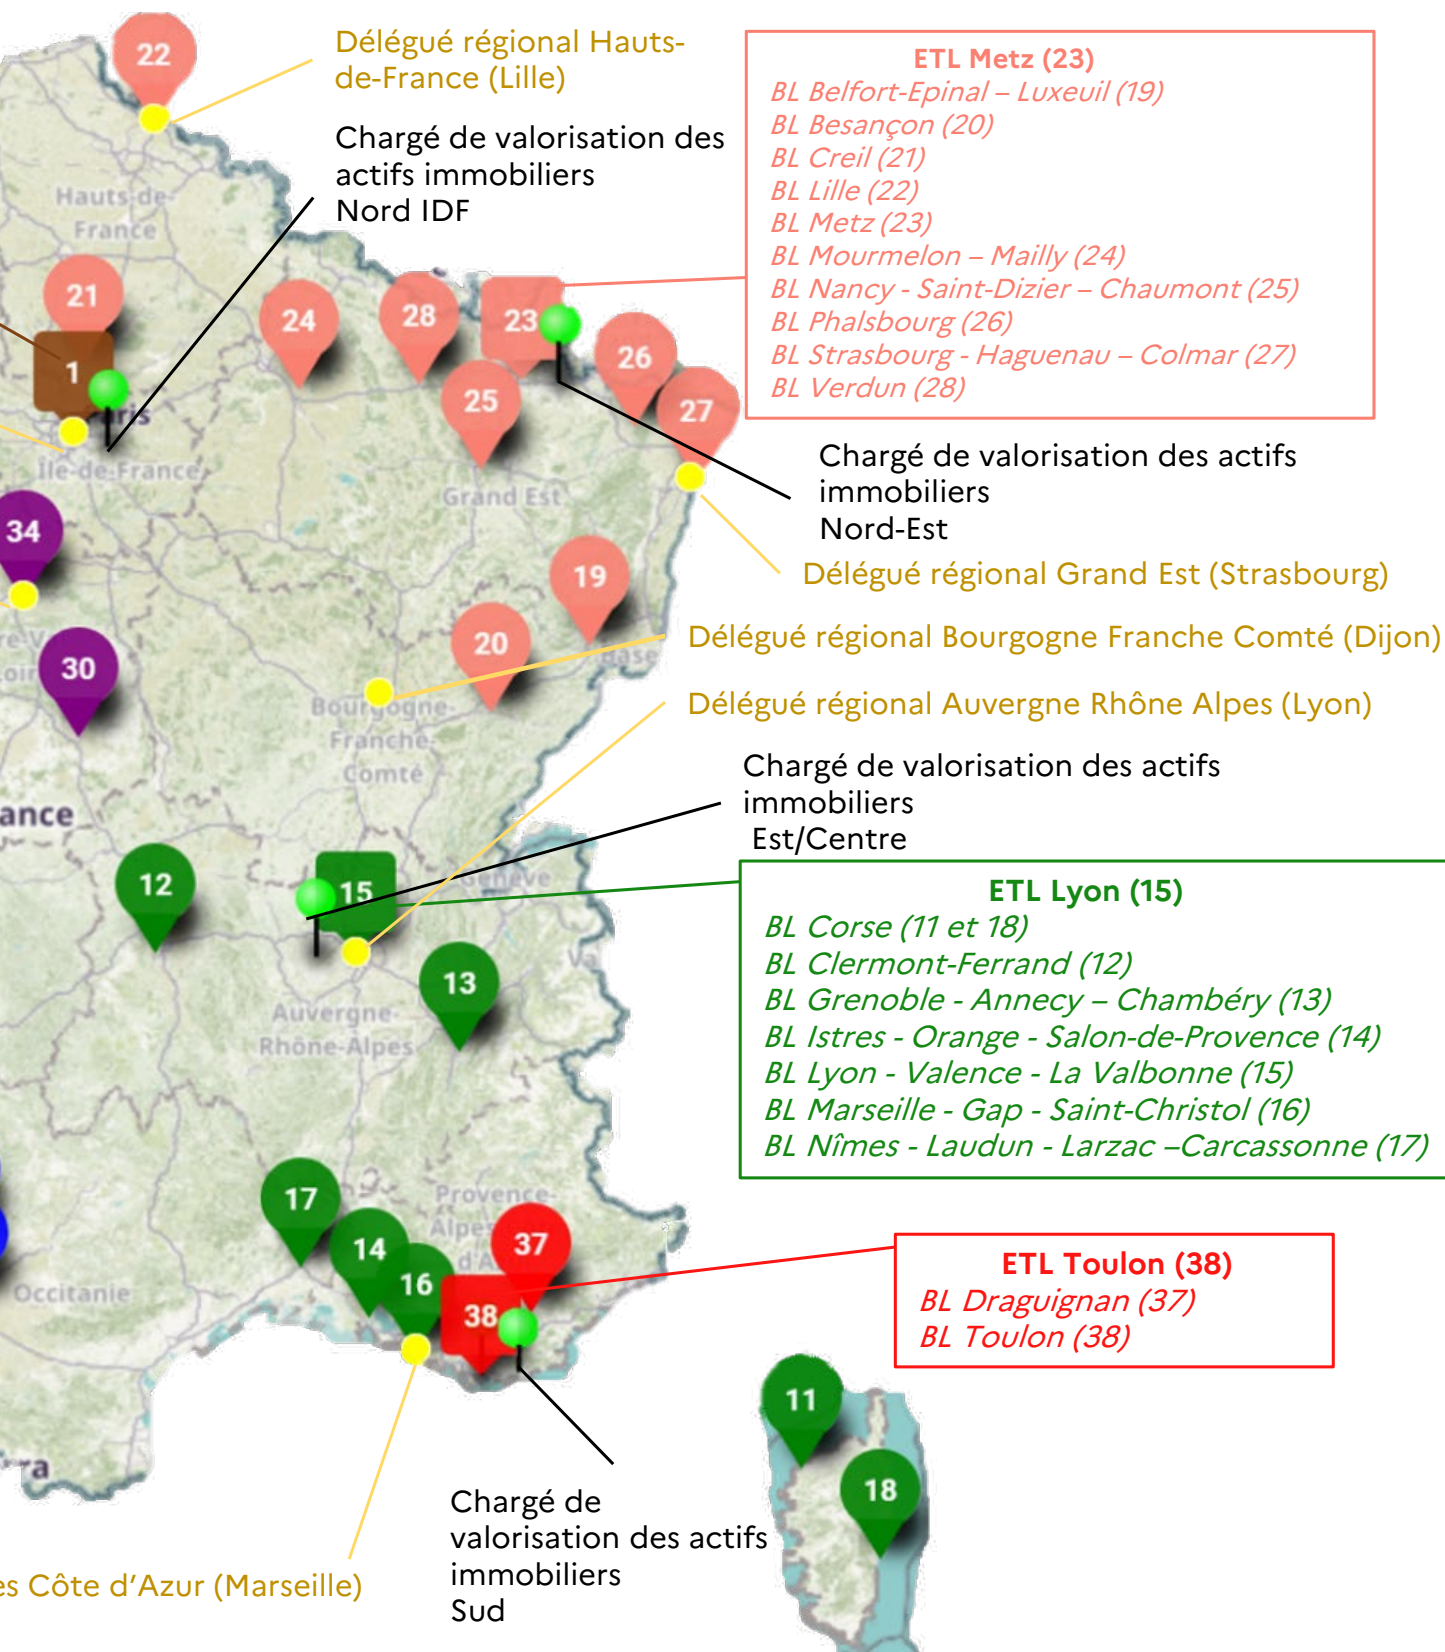 22
Délégué régional Hauts-
de-France (Lille)
Chargé de valorisation des
actifs immobiliers
Nord IDF
ETL Metz (23)
BL Belfort-Epinal – Luxeuil (19)
BL Besançon (20)
BL Creil (21)
BL Lille (22)
BL Metz (23)
BL Mourmelon – Mailly (24)
BL Nancy - Saint-Dizier – Chaumont (25)
BL Phalsbourg (26)
BL Strasbourg - Haguenau – Colmar (27)
BL Verdun (28)
Hauts-de-
France
21
24
28
23
26
1
25
27
ris
Île-de-France
Grand Est
Chargé de valorisation des actifs
immobiliers
Nord-Est
34
Délégué régional Grand Est (Strasbourg)
19
20
30
Délégué régional Bourgogne Franche Comté (Dijon)
Bourgogne-
Franche-
Comté
Délégué régional Auvergne Rhône Alpes (Lyon)
Chargé de valorisation des actifs
immobiliers
Est/Centre
ance
12
15
Genève
ETL Lyon (15)
BL Corse (11 et 18)
BL Clermont-Ferrand (12)
BL Grenoble - Annecy – Chambéry (13)
BL Istres - Orange - Salon-de-Provence (14)
BL Lyon - Valence - La Valbonne (15)
BL Marseille - Gap - Saint-Christol (16)
BL Nîmes - Laudun - Larzac –Carcassonne (17)
13
Auvergne-
Rhône-Alpes
17
Provence-
Alpes
d'A
14
37
16
38
Occitanie
ETL Toulon (38)
BL Draguignan (37)
BL Toulon (38)
11
18
Chargé de
valorisation des actifs
immobiliers
Sud
es Côte d'Azur (Marseille)